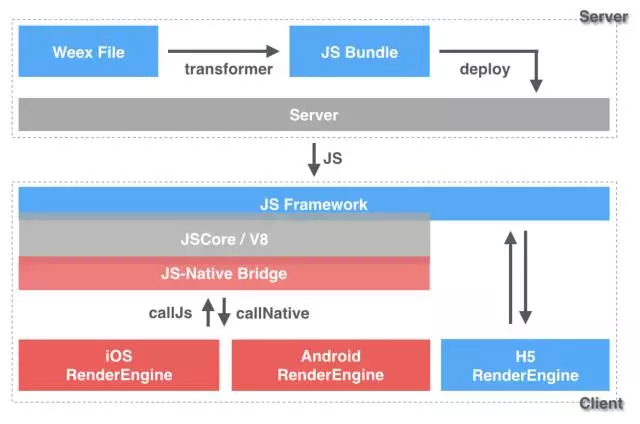 Server
Weex File
transformer
JS Bundle
deploy
Server
JS
JS Framework
JSCore / V8
JS-Native Bridge
callJs
callNative
iOS
RenderEngine
Android
RenderEngine
H5
RenderEngine
Client